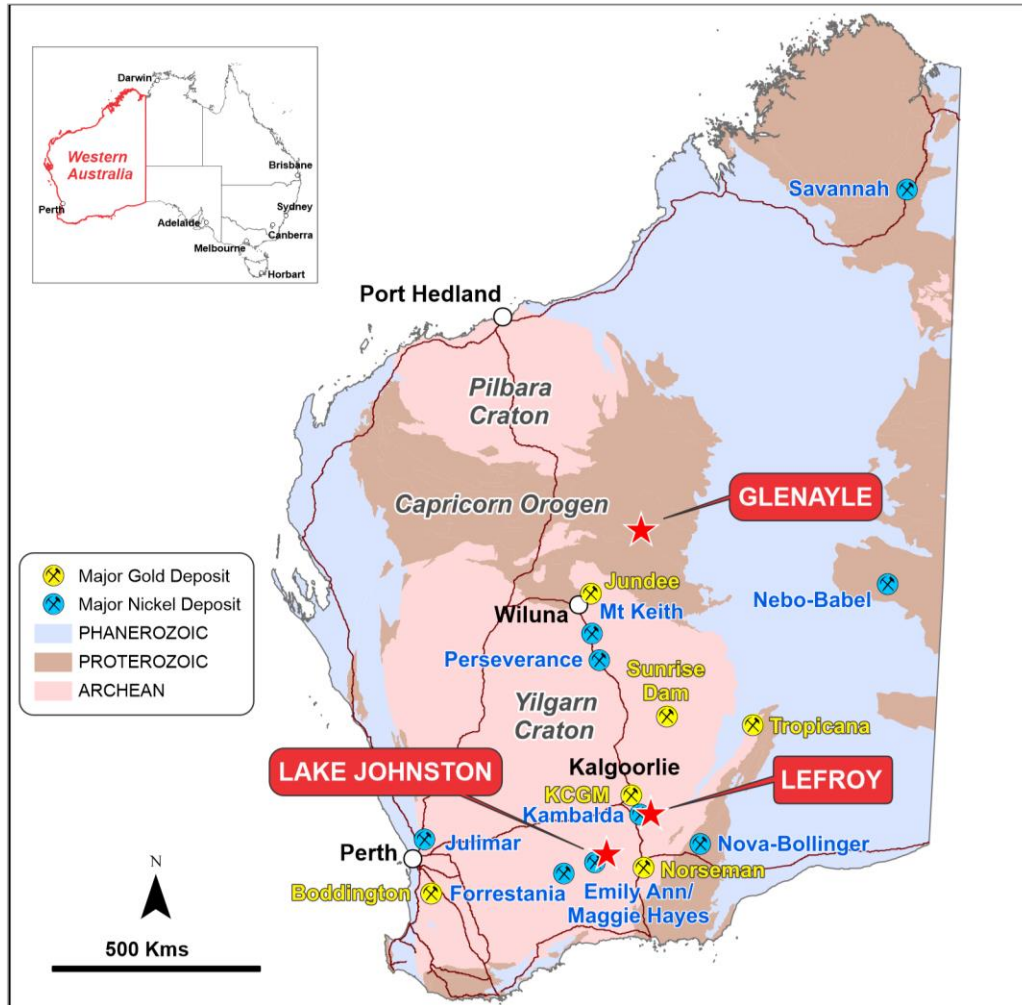 Darwin
Western
Australia
Brisbane
Perth
Sydney
Adelaide
Canberra
Melbourne
Horbart
Savannah
Port Hedland
Pilbara
Craton
Capricorn Orogen
GLENAYLE
Jundee
Mt Keith
Nebo-Babel
Wiluna
Perseverance
Sunrise
Dam
Yilgarn
Craton
Tropicana
LAKE JOHNSTON
Kalgoorlie
LEFROY
KCGM
Kambalda
Julimar
Nova-Bollinger
Perth
Norseman
Boddington
Forrestania
Emily Ann/
Maggie Hayes
Major Gold Deposit
Major Nickel Deposit
PHANEROZOIC
PROTEROZOIC
ARCHEAN
N
500 Kms